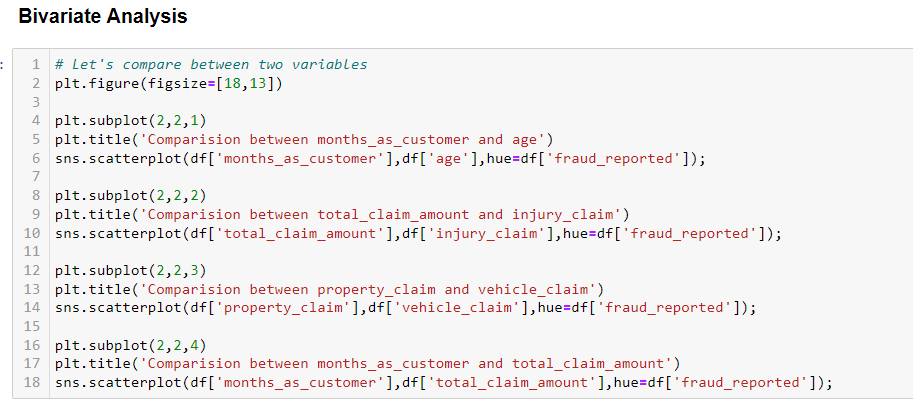 Bivariate Analysis
:
1 # Let's compare between two variables
2 plt.figure(figsize=[18,13])
3
4 plt.subplot(2,2,1)
5 plt.title('Comparision between months_as_customer and age')
6 sns.scatterplot(df['months_as_customer'],df['age'],hue=df['fraud_reported']);
7
8 plt.subplot(2,2,2)
9 plt.title('Comparision between total_claim_amount and injury_claim')
10 sns.scatterplot(df['total_claim_amount'],df['injury_claim'],hue=df['fraud_reported']);
11
12 plt.subplot(2,2,3)
13 plt.title('Comparision between property_claim and vehicle_claim')
14 sns.scatterplot(df['property_claim'],df['vehicle_claim'],hue=df['fraud_reported']);
15
16 plt.subplot(2,2,4)
17 plt.title('Comparision between months_as_customer and total_claim_amount')
18 sns.scatterplot(df['months_as_customer'],df['total_claim_amount'],hue=df['fraud_reported']);